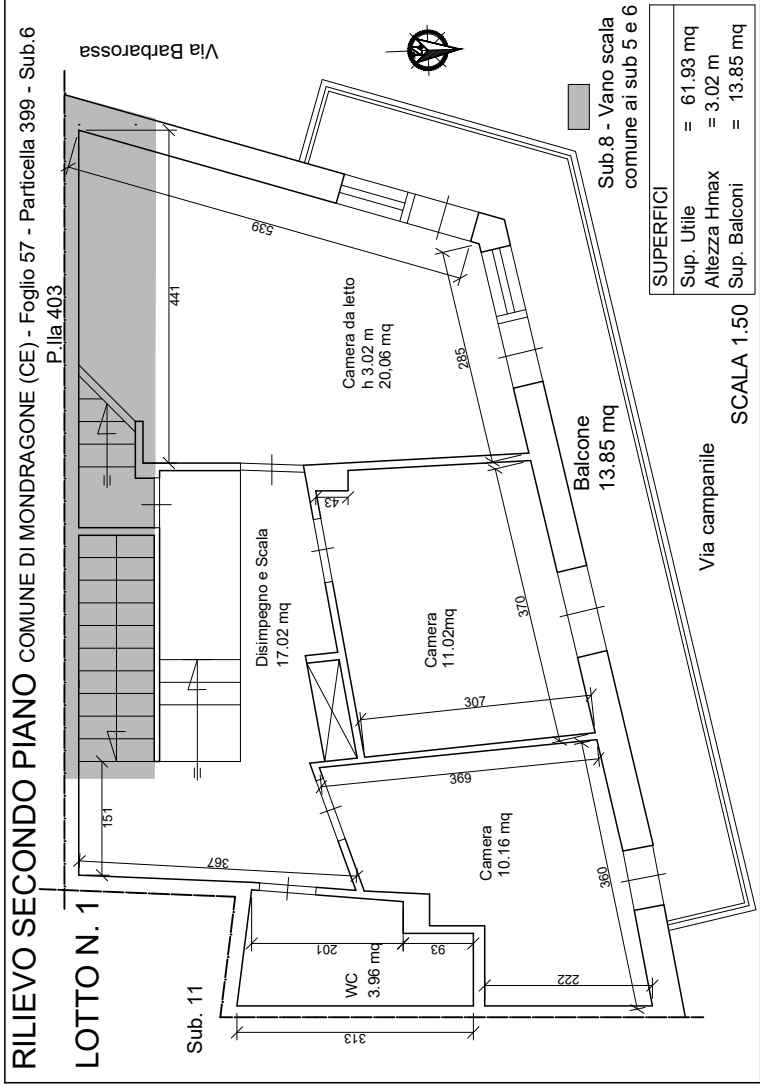 RILIEVO SECONDO PIANO COMUNE DI MONDRAGONE (CE) - Foglio 57 - Particella 399 - Sub.6
LOTTO N. 1
P.lla 403
Via Barbarossa
Sub. 11
151
367
441
539
Disimpegno e Scala
17.02 mq
Camera da letto
h 3.02 m
20,06 mq
285
43
Camera
11.02mq
370
307
369
Camera
10.16 mq
360
222
WC
3.96 mq
201
93
313
Balcone
13.85 mq
Via campanile
Sub.8 - Vano scala
comune ai sub 5 e 6
SCALA 1.50
SUPERFICI
Sup. Utile = 61.93 mq
Altezza Hmax = 3.02 m
Sup. Balconi = 13.85 mq